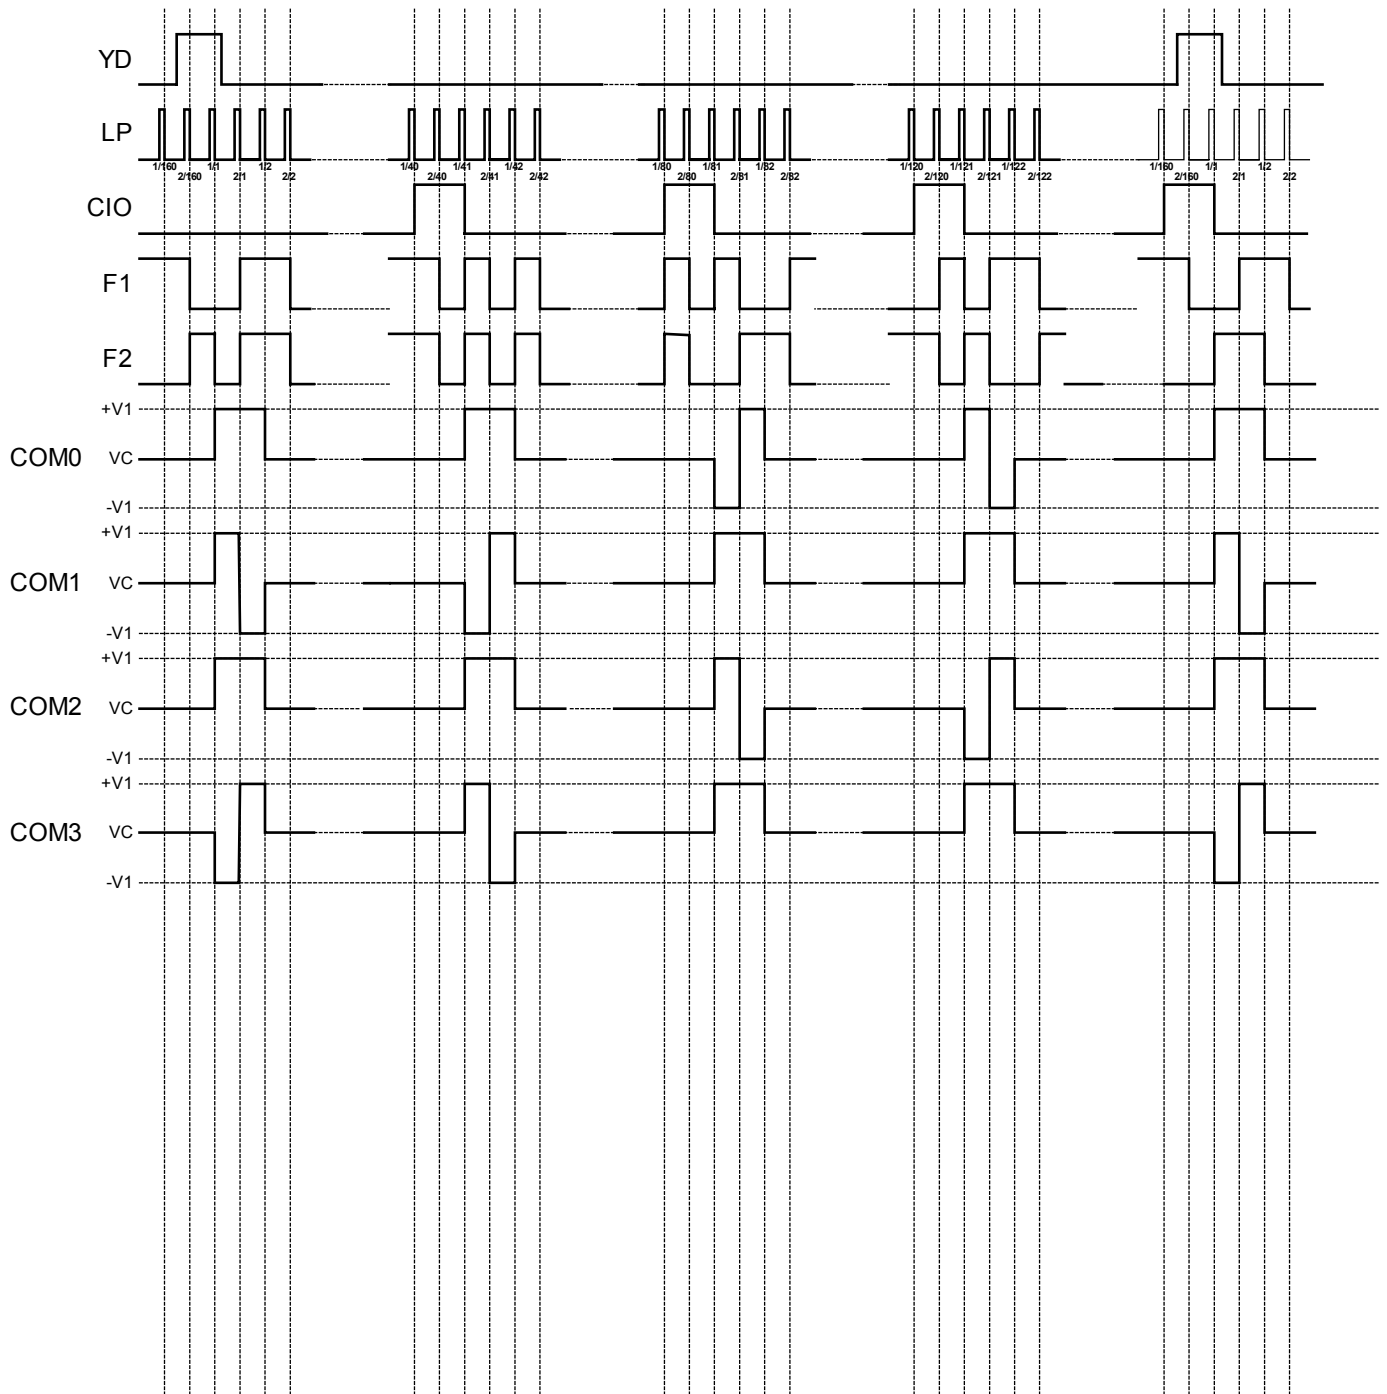 YD
LP
1/160 1/1 1/2 1/40 1/41 1/42 1/80 1/81 1/82 1/120 1/121 1/122 1/160 1/1 1/2
2/160 2/1 2/2 2/40 2/41 2/42 2/80 2/81 2/82 2/120 2/121 2/122 2/160 2/1 2/2
CIO
F1
F2
+V1
COM0 VC
-V1
+V1
COM1 VC
-V1
+V1
COM2 VC
-V1
+V1
COM3 VC
-V1